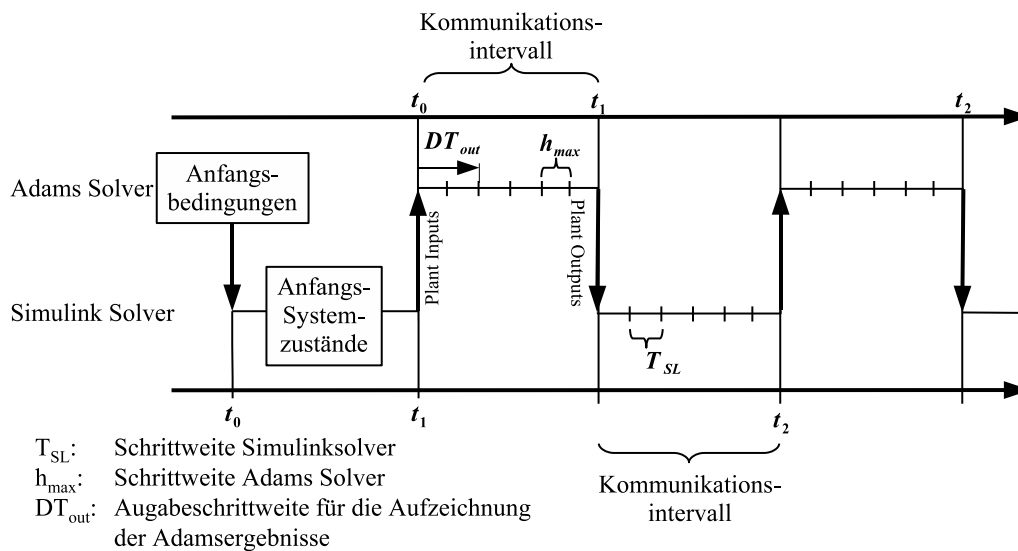 Kommunikations-
intervall
t0
t1
t2
DTout
hmax
Adams Solver
Anfangs-
bedingungen
Plant Inputs
Plant Outputs
Simulink Solver
Anfangs-
System-
zustände
TSL
t0
t1
t2
TSL: Schrittweite Simulinksolver
hmax: Schrittweite Adams Solver
DTout: Augabeschrittweite für die Aufzeichnung
der Adamsergebnisse
Kommunikations-
intervall